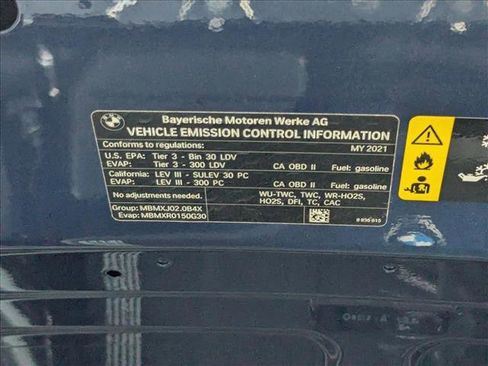 Bayerische Motoren Werke AG
VEHICLE EMISSION CONTROL INFORMATION
Conforms to regulations: MY 2021
U.S. EPA: Tier 3 - Bin 30 LDV
EVAP: Tier 3 - 300 LDV CA OBD II Fuel: gasoline
California: LEV III - SULEV 30 PC
EVAP: LEV III - 300 PC CA OBD II Fuel: gasoline
No adjustments needed. WU-TWC, TWC, WR-HO2S,
HO2S, DFI, TC, CAC
Group: MBMXJ02.0B4X
Evap: MBMXR0150G30